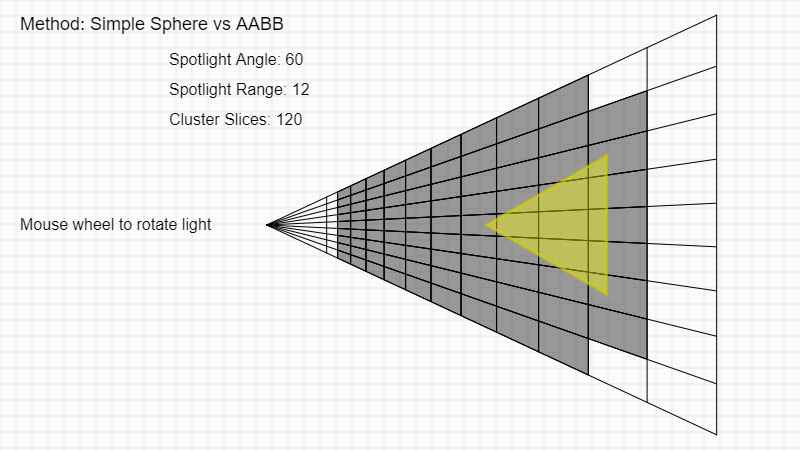 Method: Simple Sphere vs AABB
Spotlight Angle: 60
Spotlight Range: 12
Cluster Slices: 120
Mouse wheel to rotate light